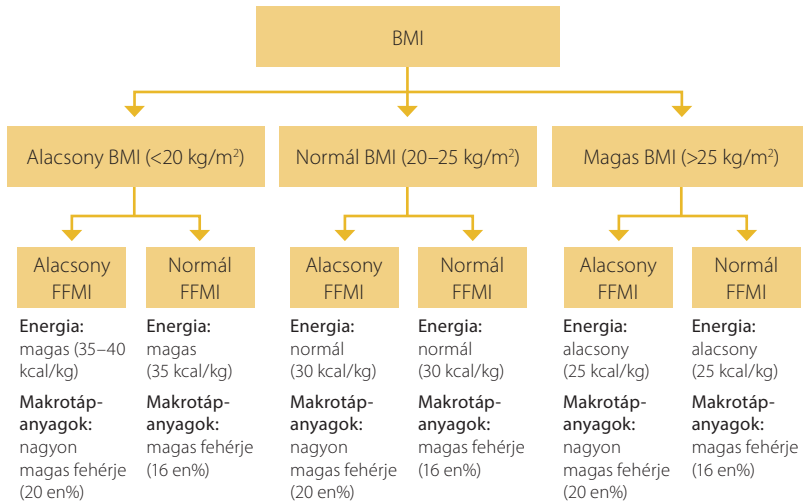 BMI
Alacsony BMI (<20 kg/m²)
Normál BMI (20–25 kg/m²)
Magas BMI (>25 kg/m²)
Alacsony
FFMI
Normál
FFMI
Alacsony
FFMI
Normál
FFMI
Alacsony
FFMI
Normál
FFMI
Energia:
magas (35–40
kcal/kg)
Makrotáp-
anyagok:
nagyon
magas fehérje
(20 en%)
Energia:
magas
(35 kcal/kg)
Makrotáp-
anyagok:
magas fehérje
(16 en%)
Energia:
normál
(30 kcal/kg)
Makrotáp-
anyagok:
nagyon
magas fehérje
(20 en%)
Energia:
normál
(30 kcal/kg)
Makrotáp-
anyagok:
magas fehérje
(16 en%)
Energia:
alacsony
(25 kcal/kg)
Makrotáp-
anyagok:
nagyon
magas fehérje
(20 en%)
Energia:
alacsony
(25 kcal/kg)
Makrotáp-
anyagok:
magas fehérje
(16 en%)